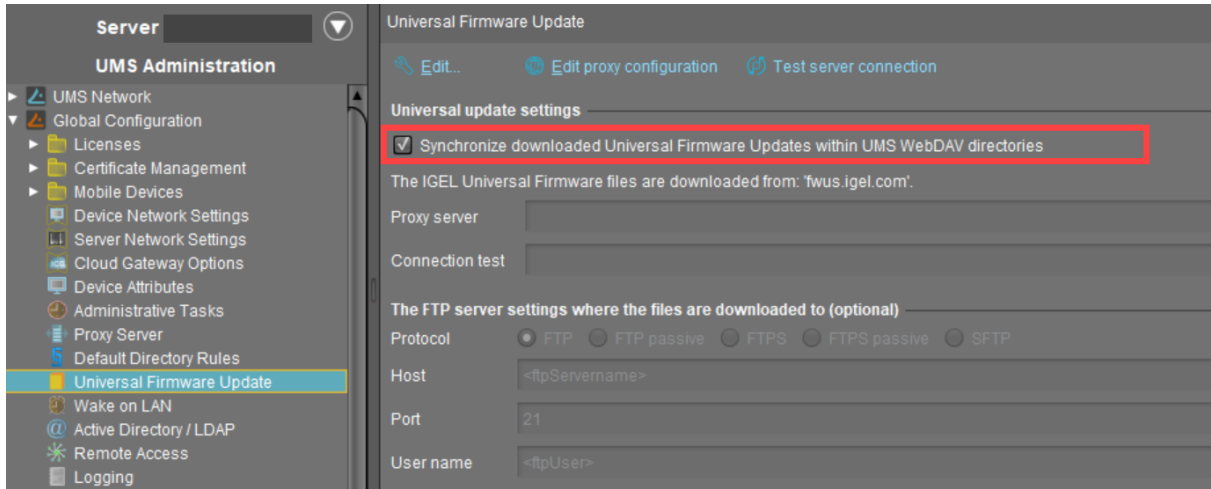 Server
UMS Administration
UMS Network
Global Configuration
Licenses
Certificate Management
Mobile Devices
Device Network Settings
Server Network Settings
Cloud Gateway Options
Device Attributes
Administrative Tasks
Proxy Server
Default Directory Rules
Universal Firmware Update
Wake on LAN
Active Directory / LDAP
Remote Access
Logging
Universal Firmware Update
Edit... Edit proxy configuration Test server connection
Universal update settings
Synchronize downloaded Universal Firmware Updates within UMS WebDAV directories
The IGEL Universal Firmware files are downloaded from: 'fwus.igel.com'.
Proxy server
Connection test
The FTP server settings where the files are downloaded to (optional)
Protocol FTP FTP passive FTPS FTPS passive SFTP
Host <ftpServername>
Port 21
User name <ftpUser>